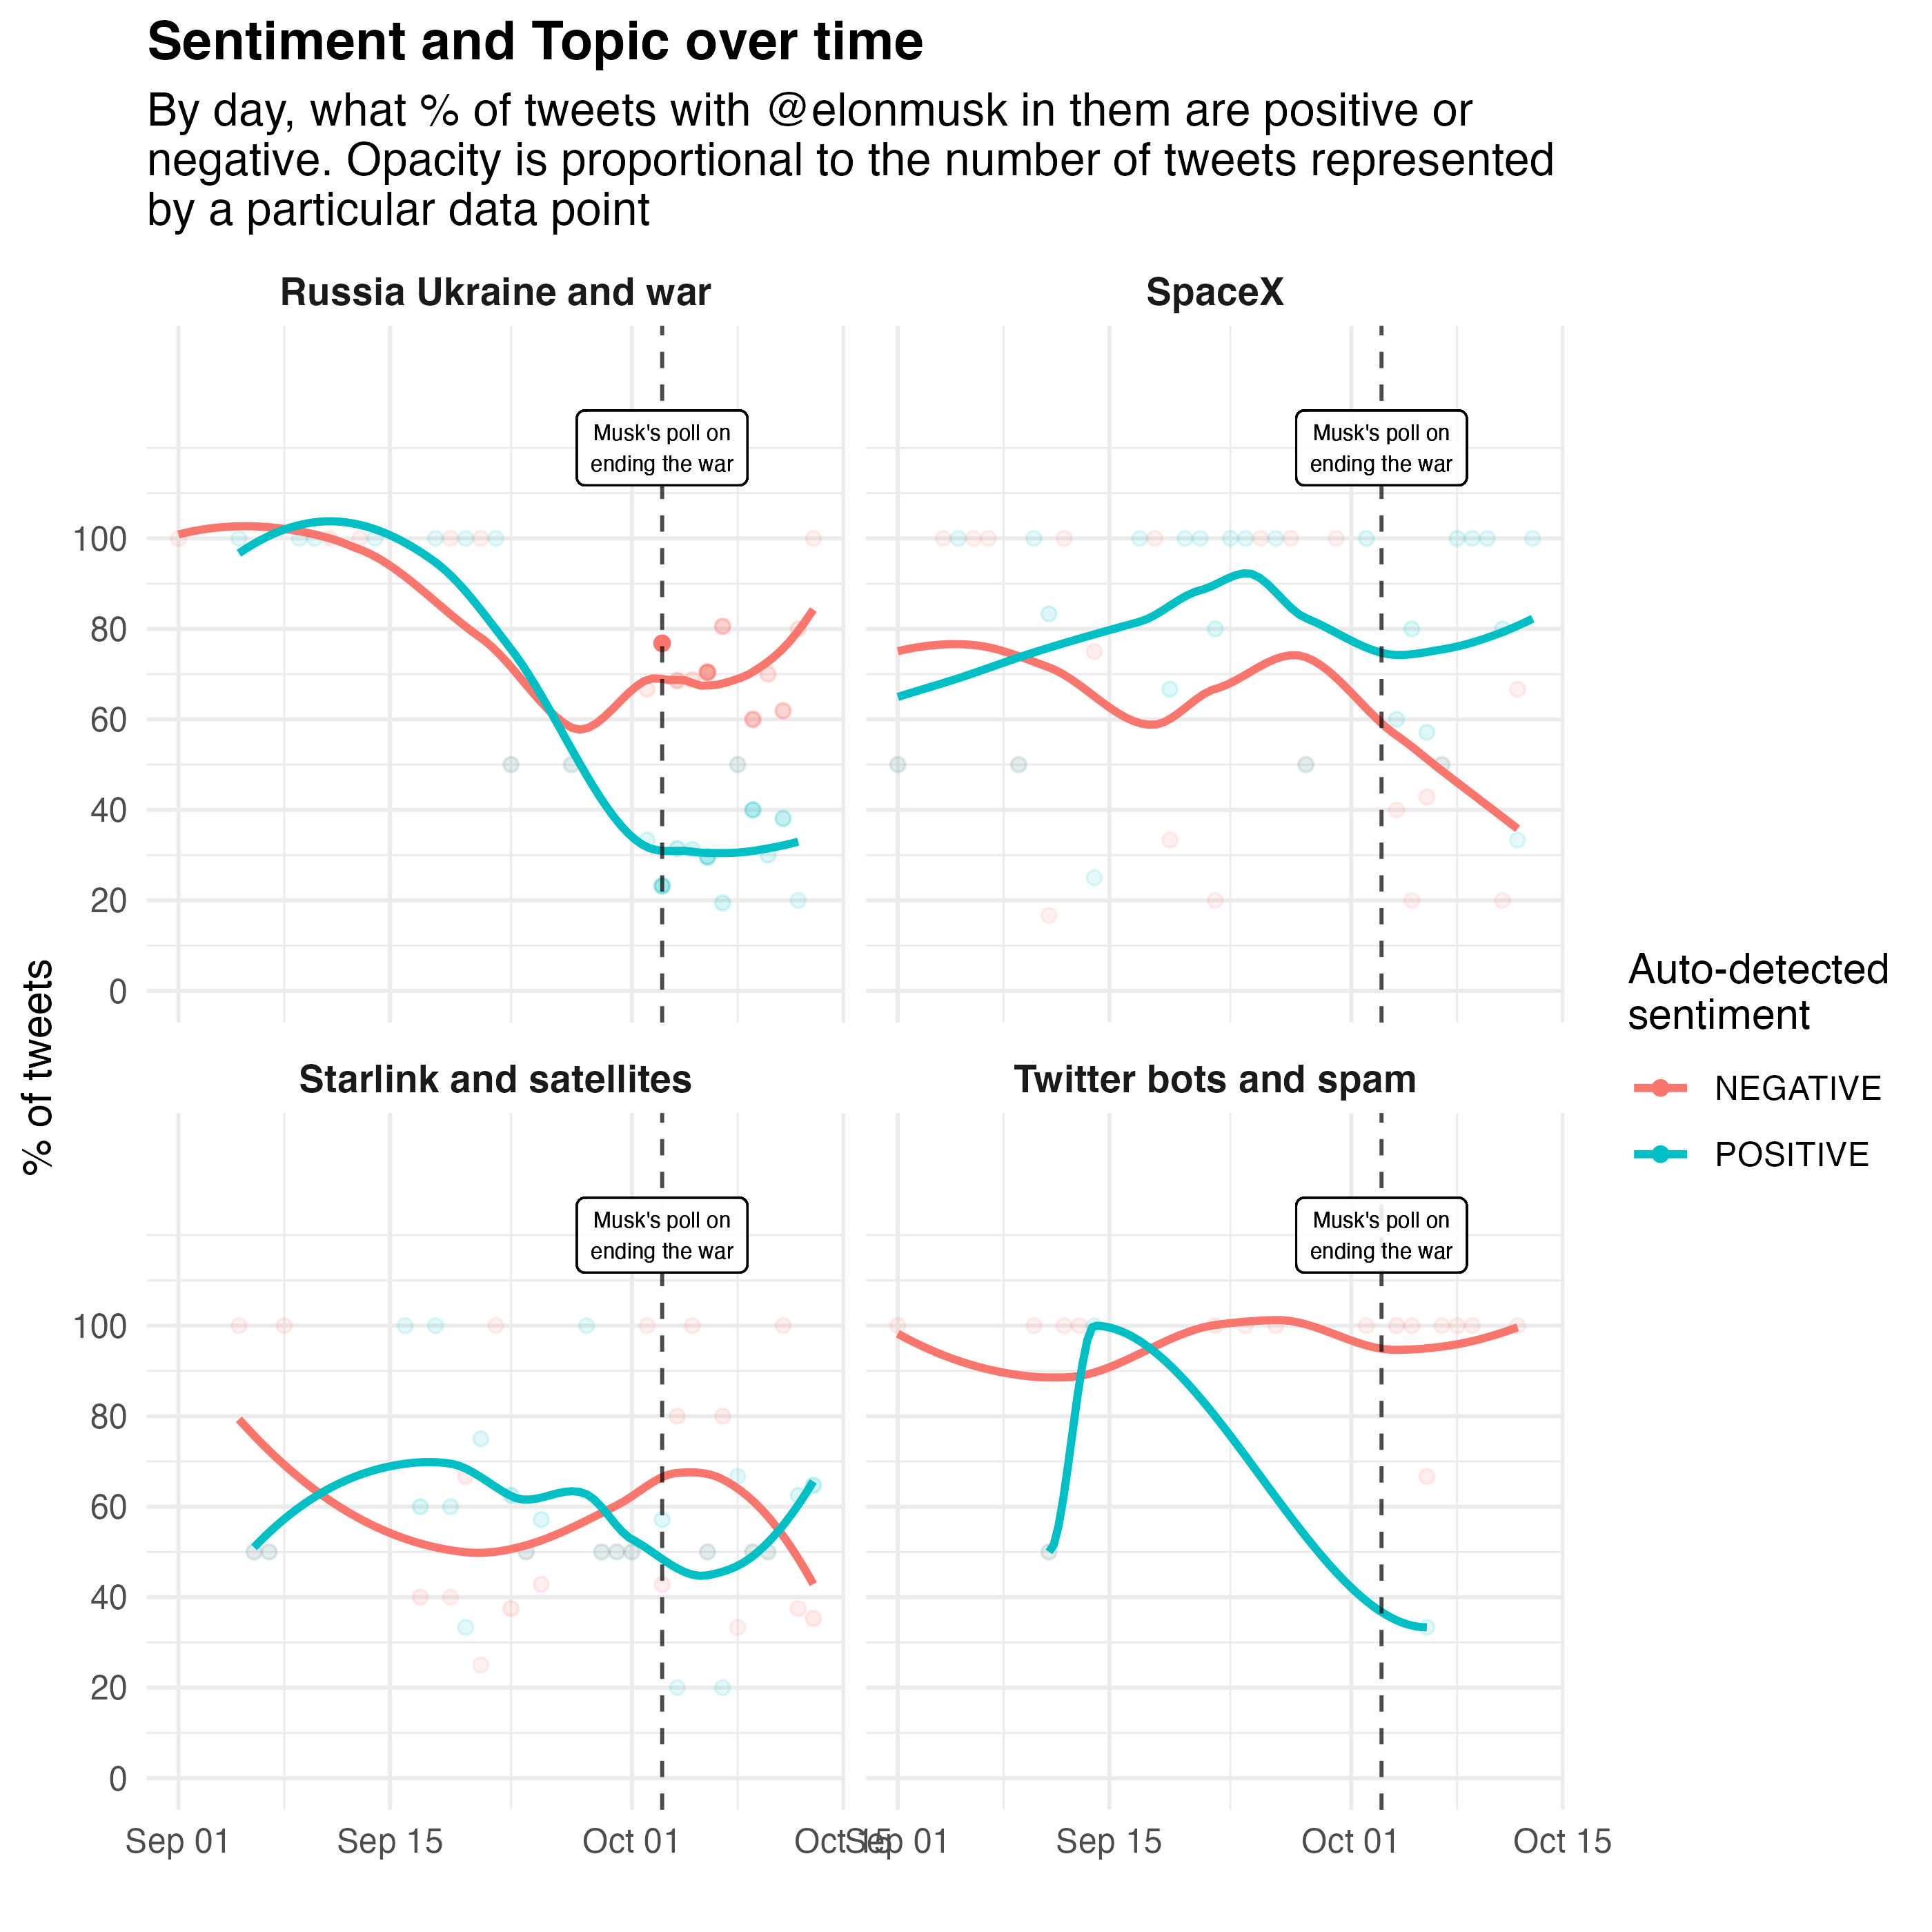 Sentiment and Topic over time
By day, what % of tweets with @elonmusk in them are positive or
negative. Opacity is proportional to the number of tweets represented
by a particular data point
Russia Ukraine and war
SpaceX
Musk's poll on
ending the war
Musk's poll on
ending the war
100
80
60
40
20
0
% of tweets
Starlink and satellites
Twitter bots and spam
Musk's poll on
ending the war
Musk's poll on
ending the war
100
80
60
40
20
0
Sep 01 Sep 15 Oct 01 Oct 15
Sep 01 Sep 15 Oct 01 Oct 15
Auto-detected
sentiment
NEGATIVE
POSITIVE